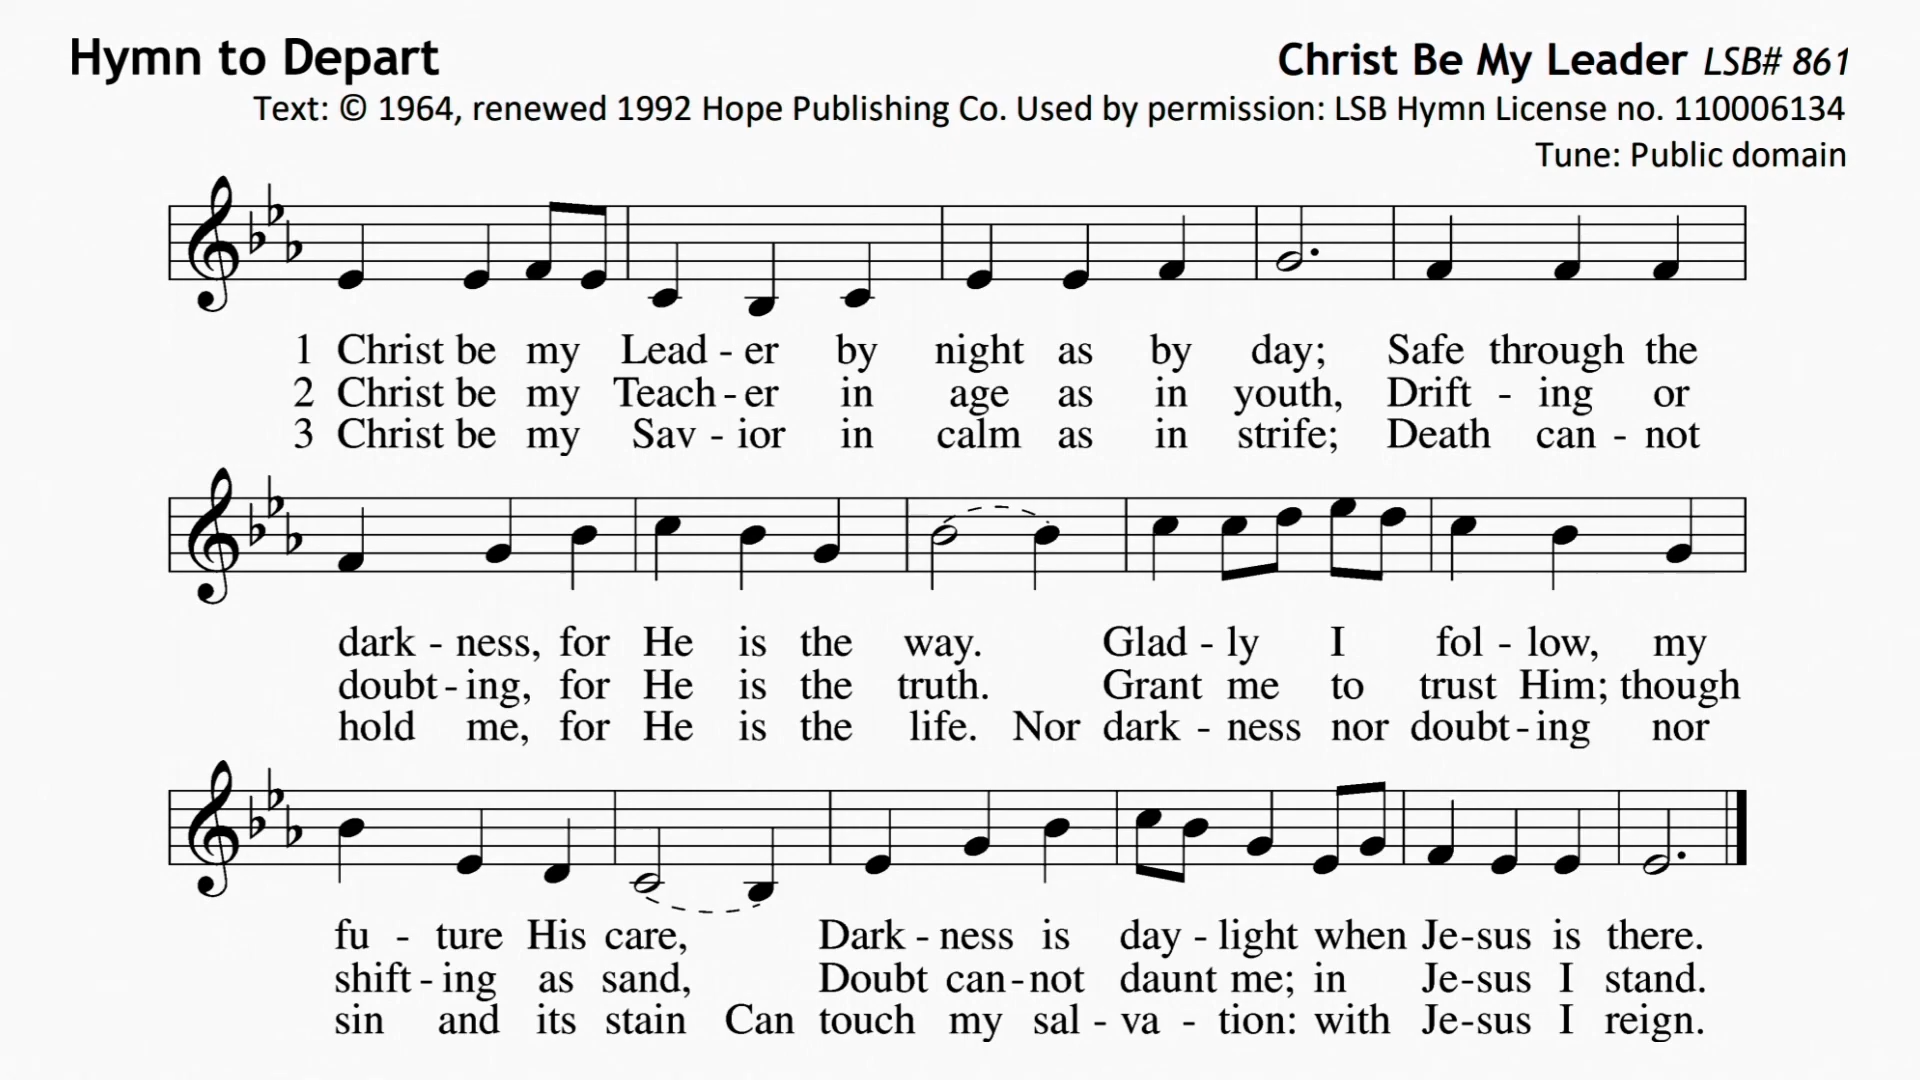 Hymn to Depart
Christ Be My Leader LSB# 861
Text: © 1964, renewed 1992 Hope Publishing Co. Used by permission: LSB Hymn License no. 110006134
Tune: Public domain
1 Christ be my Lead - er by night as by day; Safe through the
2 Christ be my Teach - er in age as in youth, Drift - ing or
3 Christ be my Sav - ior in calm as in strife; Death can - not
dark - ness, for He is the way. Glad - ly I fol - low, my
doubt - ing, for He is the truth. Grant me to trust Him; though
hold me, for He is the life. Nor dark - ness nor doubt - ing nor
fu - ture His care, Dark - ness is day - light when Je - sus is there.
shift - ing as sand, Doubt can - not daunt me; in Je - sus I stand.
sin and its stain Can touch my sal - va - tion: with Je - sus I reign.